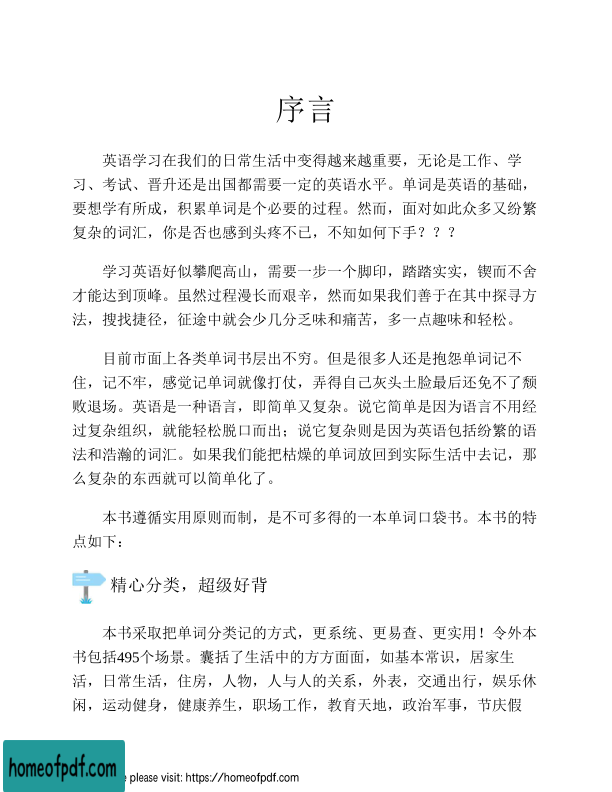 序言
英语学习在我们的日常生活中变得越来越重要，无论是工作、学
习、考试、晋升还是出国都需要一定的英语水平。单词是英语的基础，
要想学有所成，积累单词是个必要的过程。然而，面对如此众多又纷繁
复杂的词汇，你是否也感到头疼不已，不知如何下手？？？
学习英语好似攀爬高山，需要一步一个脚印，踏踏实实，锲而不舍
才能达到顶峰。虽然过程漫长而艰辛，然而如果我们善于在其中探寻方
法，搜找捷径，征途中就会少几分乏味和痛苦，多一点趣味和轻松。
目前市面上各类单词书层出不穷。但是很多人还是抱怨单词记不
住，记不牢，感觉记单词就像打仗，弄得自己灰头土脸最后还免不了颓
败退场。英语是一种语言，即简单又复杂。说它简单是因为语言不用经
过复杂组织，就能轻松脱口而出；说它复杂则是因为英语包括纷繁的语
法和浩瀚的词汇。如果我们能把枯燥的单词放回到实际生活中去记，那
么复杂的东西就可以简单化了。
本书遵循实用原则而制，是不可多得的一本单词口袋书。本书的特
点如下：
精心分类，超级好背
本书采取把单词分类记的方式，更系统、更易查、更实用！令外本
书包括495个场景。囊括了生活中的方方面面，如基本常识，居家生
活，日常生活，住房，人物，人与人的关系，外表，交通出行，娱乐休
闲，运动健身，健康养生，职场工作，教育天地，政治军事，节庆假
homeofpdf.com
e please visit: https://homeofpdf.com